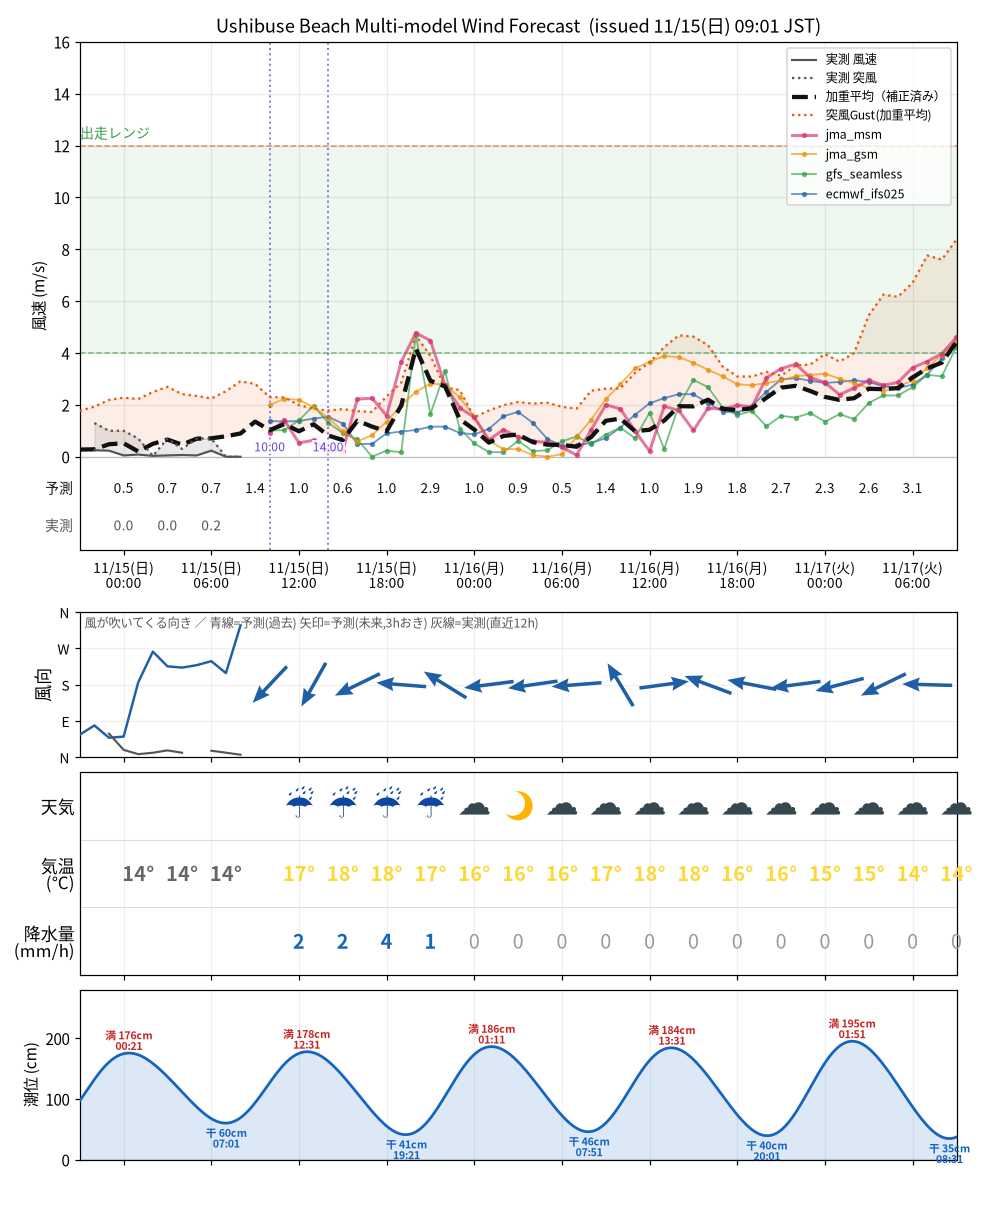 Ushibuse Beach Multi-model Wind Forecast (issued 11/15(日) 09:01 JST)
風速 (m/s)
16
14
12
10
8
6
4
2
0
出走レンジ
実測 風速
実測 突風
加重平均（補正済み）
突風Gust(加重平均)
jma_msm
jma_gsm
gfs_seamless
ecmwf_ifs025
10:00 14:00
予測 0.5 0.7 0.7 1.4 1.0 0.6 1.0 2.9 1.0 0.9 0.5 1.4 1.0 1.9 1.8 2.7 2.3 2.6 3.1
実測 0.0 0.0 0.2
11/15(日) 11/15(日) 11/15(日) 11/15(日) 11/16(月) 11/16(月) 11/16(月) 11/16(月) 11/17(火) 11/17(火)
00:00 06:00 12:00 18:00 00:00 06:00 12:00 18:00 00:00 06:00
風向
N
W
S
E
N
風が吹いてくる向き ／ 青線=予測(過去) 矢印=予測(未来,3hおき) 灰線=実測(直近12h)
天気
気温
(℃)
14° 14° 14° 17° 18° 18° 17° 16° 16° 16° 17° 18° 18° 16° 16° 15° 15° 14° 14°
降水量
(mm/h)
2 2 4 1 0 0 0 0 0 0 0 0 0 0 0 0
潮位 (cm)
200
100
0
満 176cm
00:21
干 60cm
07:01
満 178cm
12:31
干 41cm
19:21
満 186cm
01:11
干 46cm
07:51
満 184cm
13:31
干 40cm
20:01
満 195cm
01:51
干 35cm
08:31